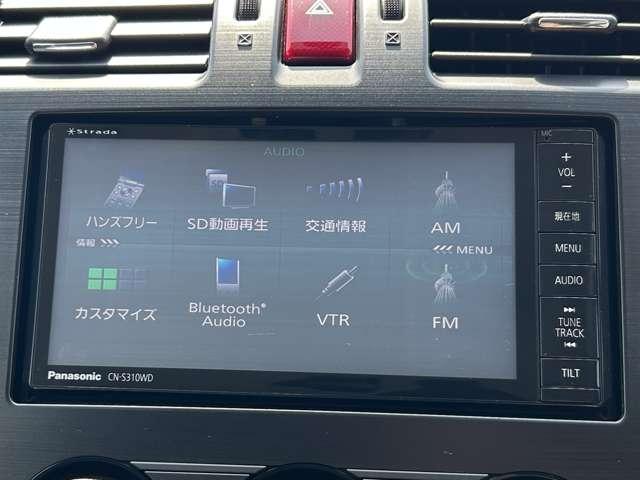 Strada
MIC
AUDIO
+
VOL
−
ハンズフリー
SD
SD動画再生
交通情報
AM
現在地
情報
MENU
MENU
カスタマイズ
Bluetooth®
Audio
VTR
FM
AUDIO
TUNE
TRACK
TILT
Panasonic CN-S310WD